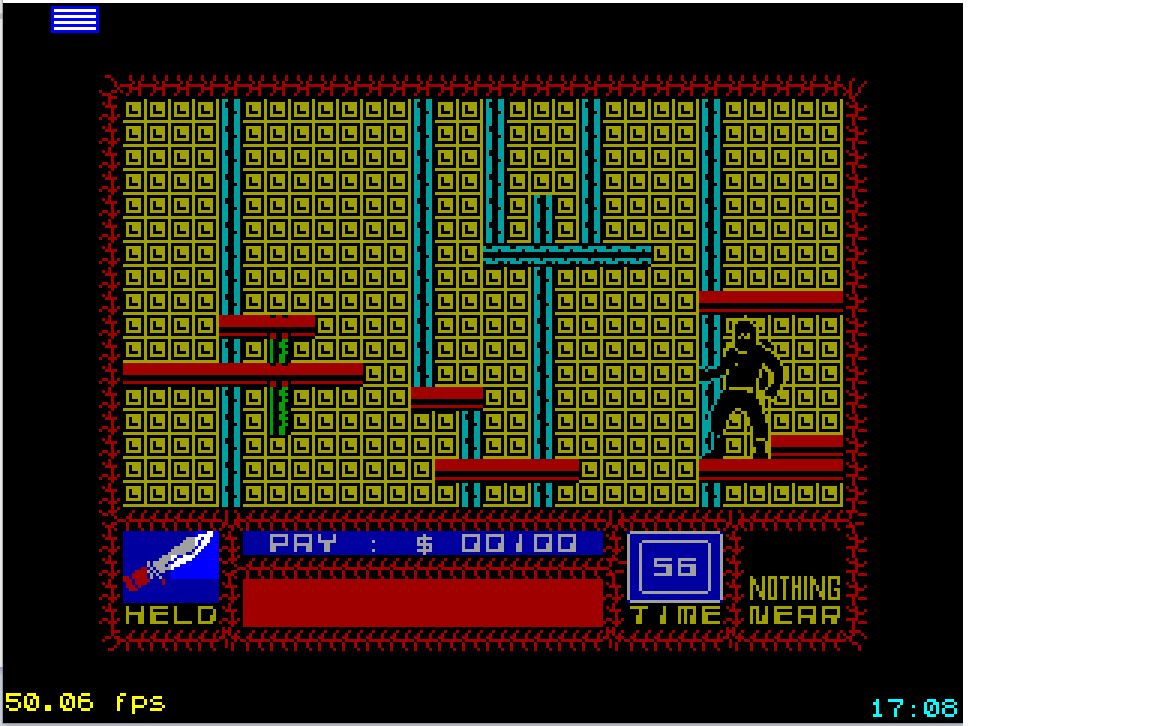 PAY : $ 00100
56
NOTHING
HELD TIME NEAR
50.06 fps
17:08